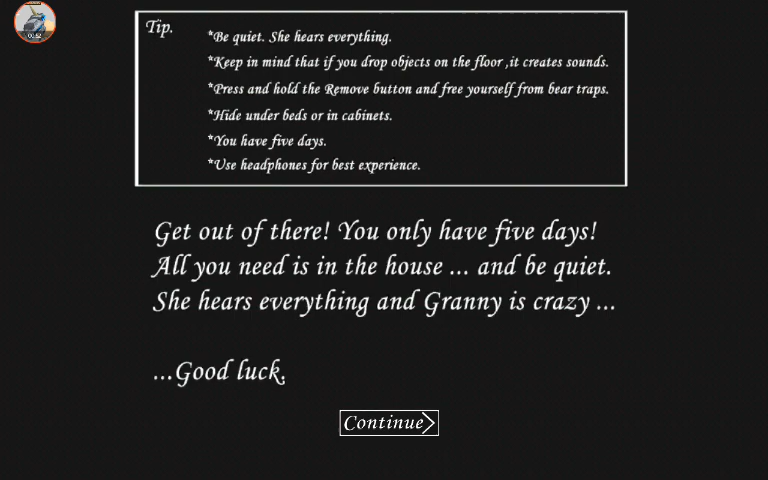 Tip.
*Be quiet. She hears everything.
*Keep in mind that if you drop objects on the floor ,it creates sounds.
*Press and hold the Remove button and free yourself from bear traps.
*Hide under beds or in cabinets.
*You have five days.
*Use headphones for best experience.
Get out of there! You only have five days!
All you need is in the house ... and be quiet.
She hears everything and Granny is crazy ...
...Good luck.
Continue